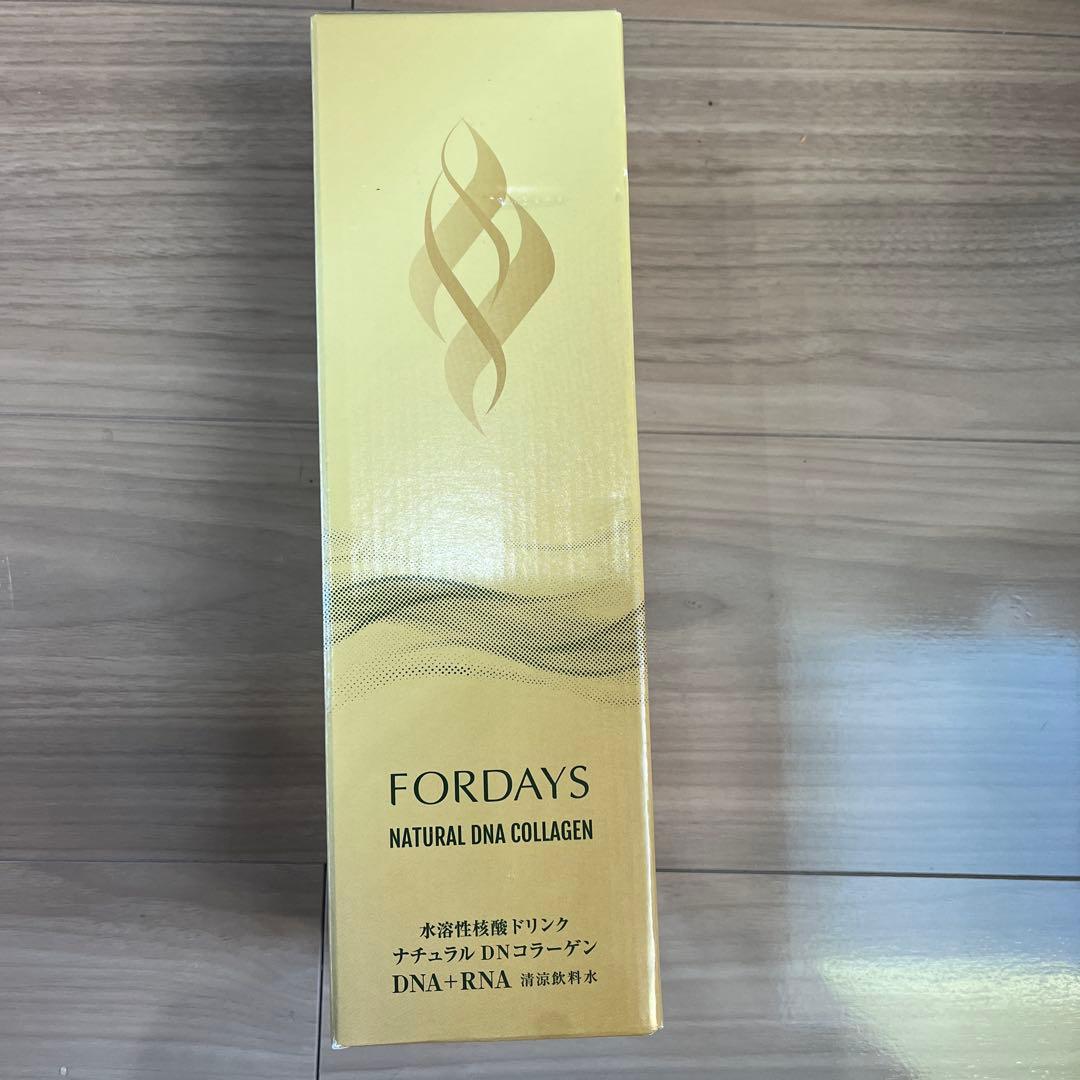 FORDAYS
NATURAL DNA COLLAGEN
水溶性核酸ドリンク
ナチュラル DNコラーゲン
DNA+RNA 清涼飲料水